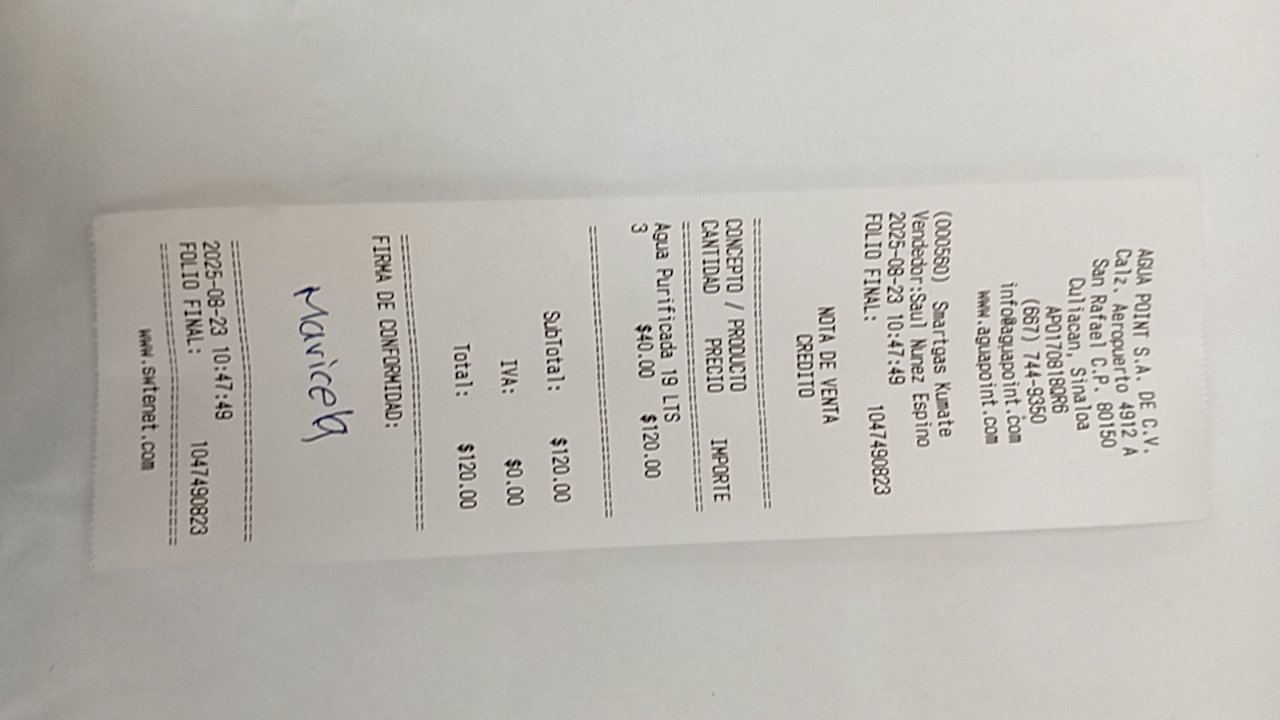 AGUA POINT S.A. DE C.V.
Calz. Aeropuerto 4912 A
San Rafael C.P. 80150
Culiacan, Sinaloa
APO170818QR6
(667) 744-9350
info@aguapoint.com
www.aguapoint.com
(000560) Smartgas Kumate
Vendedor:Saul Nunez Espino
2025-08-23 10:47:49
FOLIO FINAL: 1047490823
NOTA DE VENTA
CREDITO
==============================
CONCEPTO / PRODUCTO
CANTIDAD PRECIO IMPORTE
==============================
Agua Purificada 19 LTS
3 $40.00 $120.00
==============================
SubTotal: $120.00
IVA: $0.00
Total: $120.00
==============================
FIRMA DE CONFORMIDAD:
Maricela
==============================
2025-08-23 10:47:49
FOLIO FINAL: 1047490823
==============================
www.swtenet.com